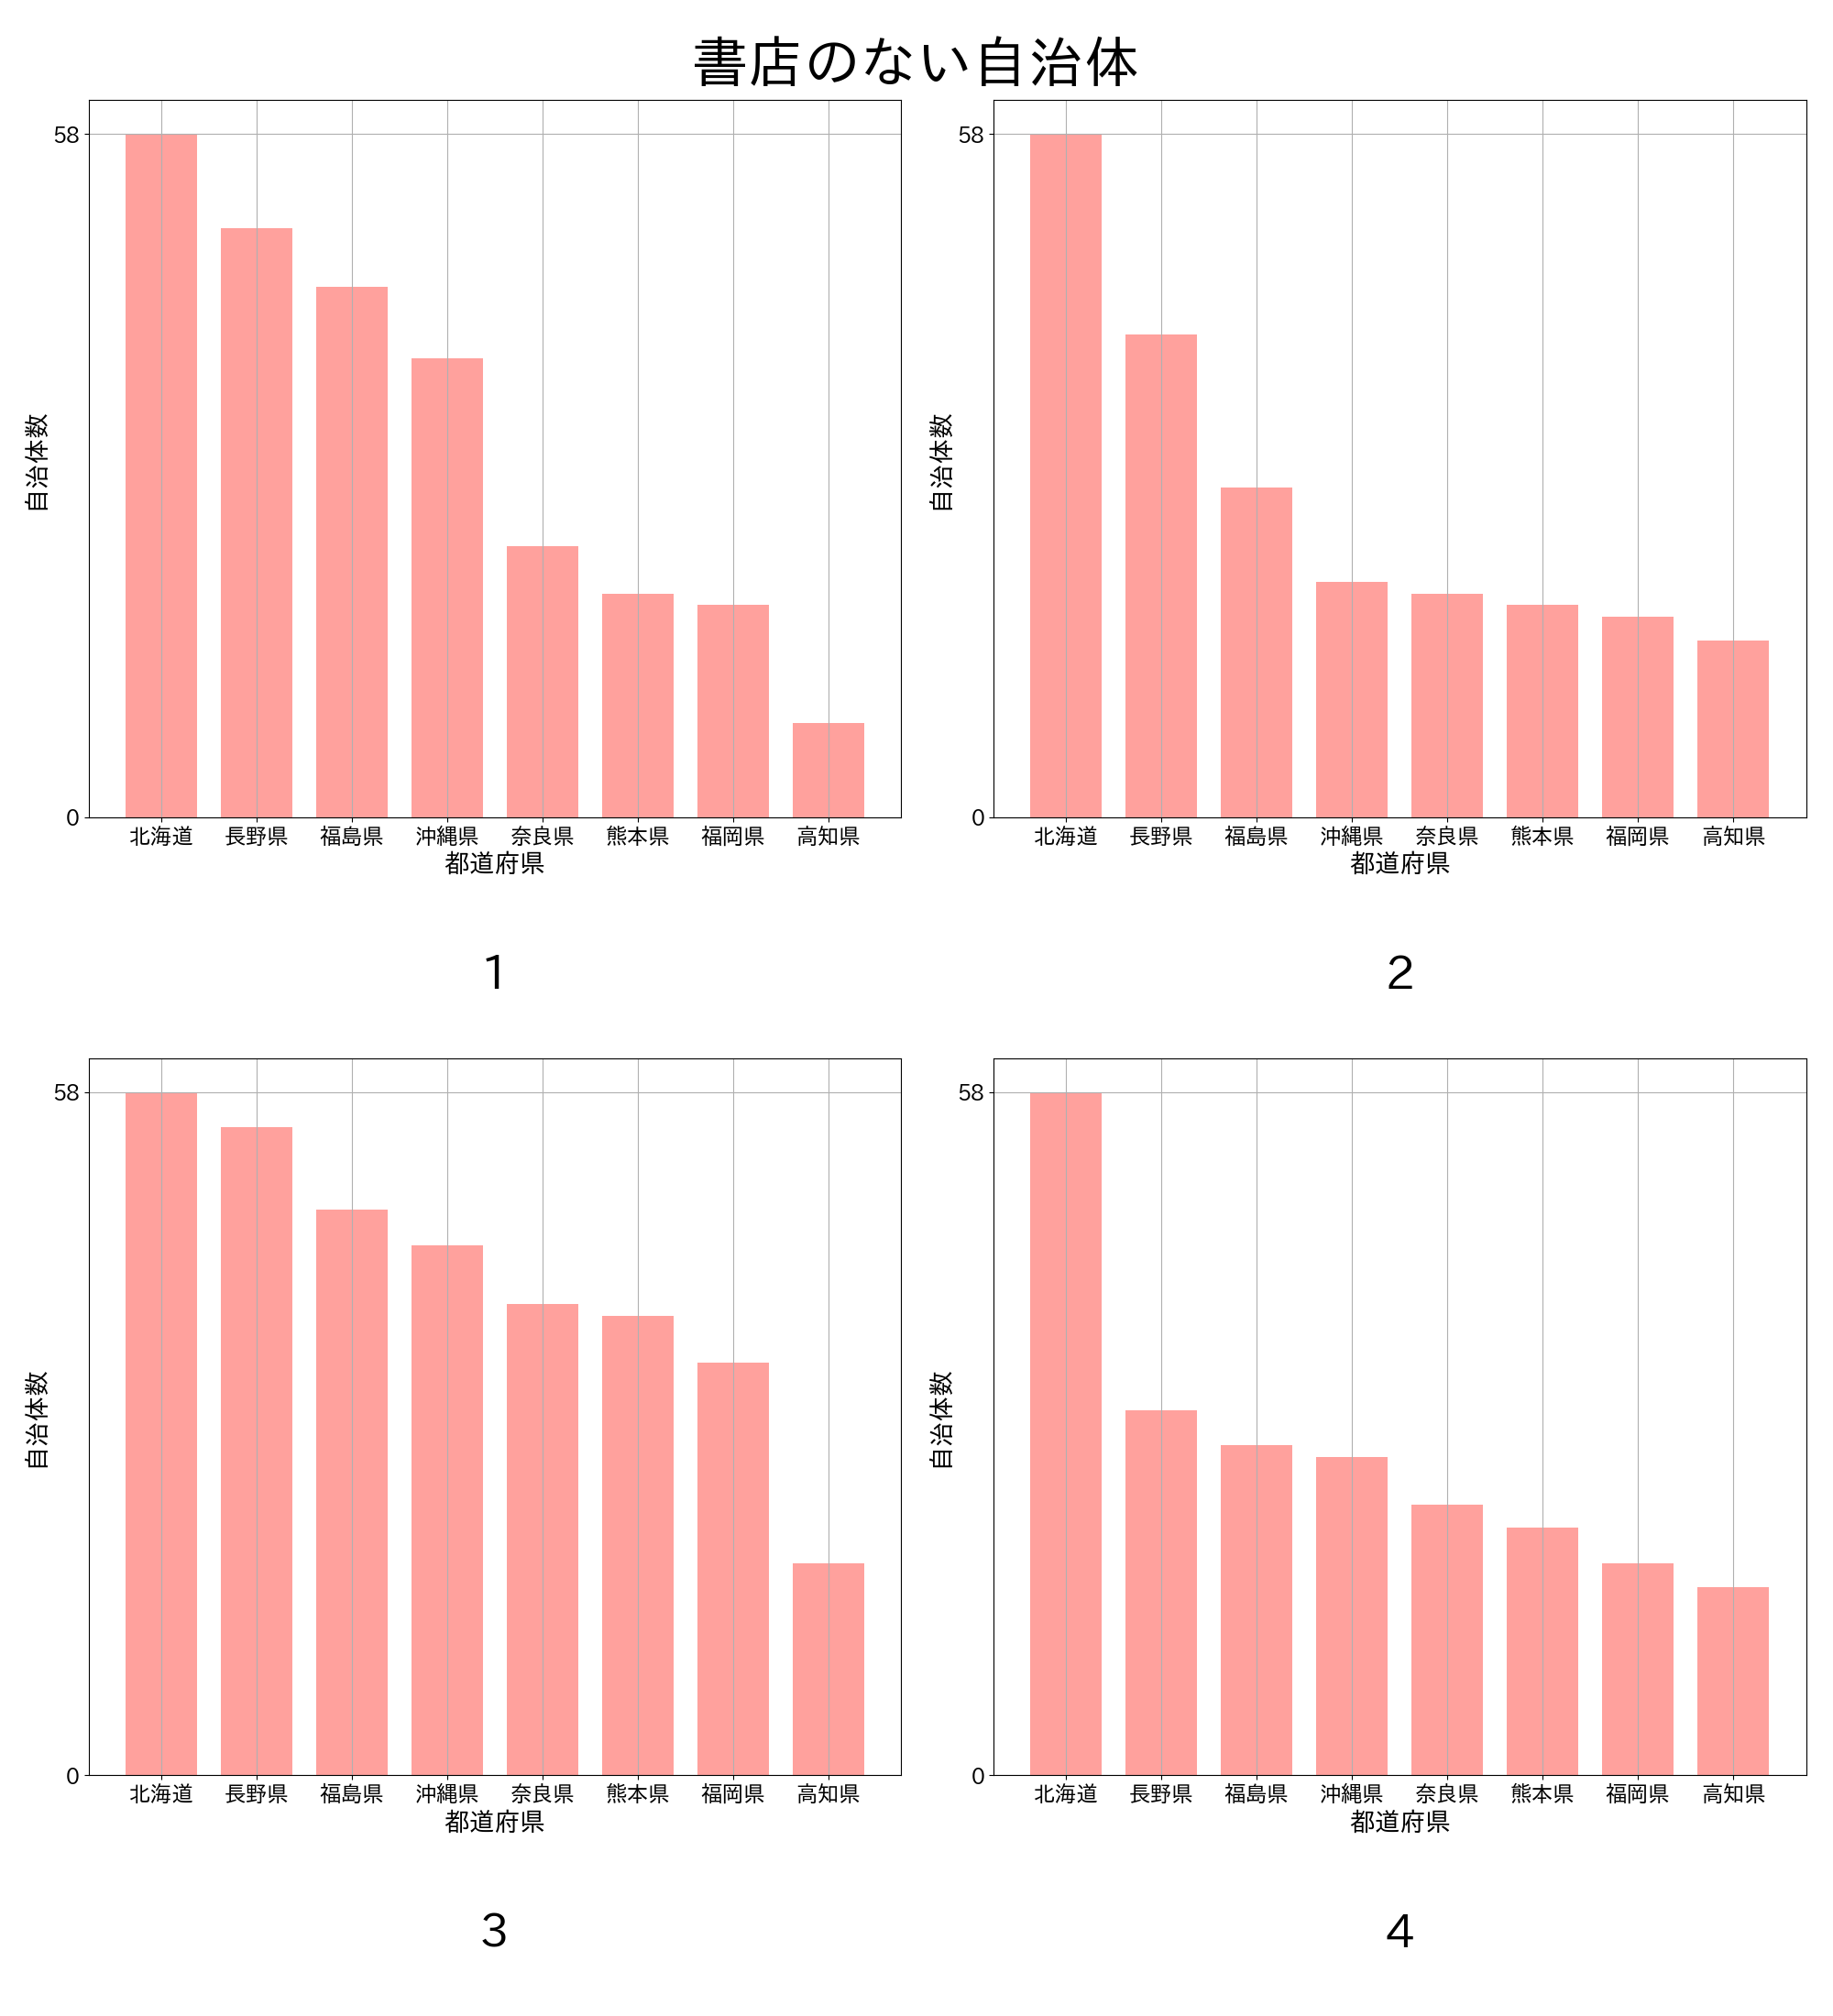 書店のない自治体
58
0
自治体数
北海道 長野県 福島県 沖縄県 奈良県 熊本県 福岡県 高知県
都道府県
1
58
0
自治体数
北海道 長野県 福島県 沖縄県 奈良県 熊本県 福岡県 高知県
都道府県
2
58
0
自治体数
北海道 長野県 福島県 沖縄県 奈良県 熊本県 福岡県 高知県
都道府県
3
58
0
自治体数
北海道 長野県 福島県 沖縄県 奈良県 熊本県 福岡県 高知県
都道府県
4